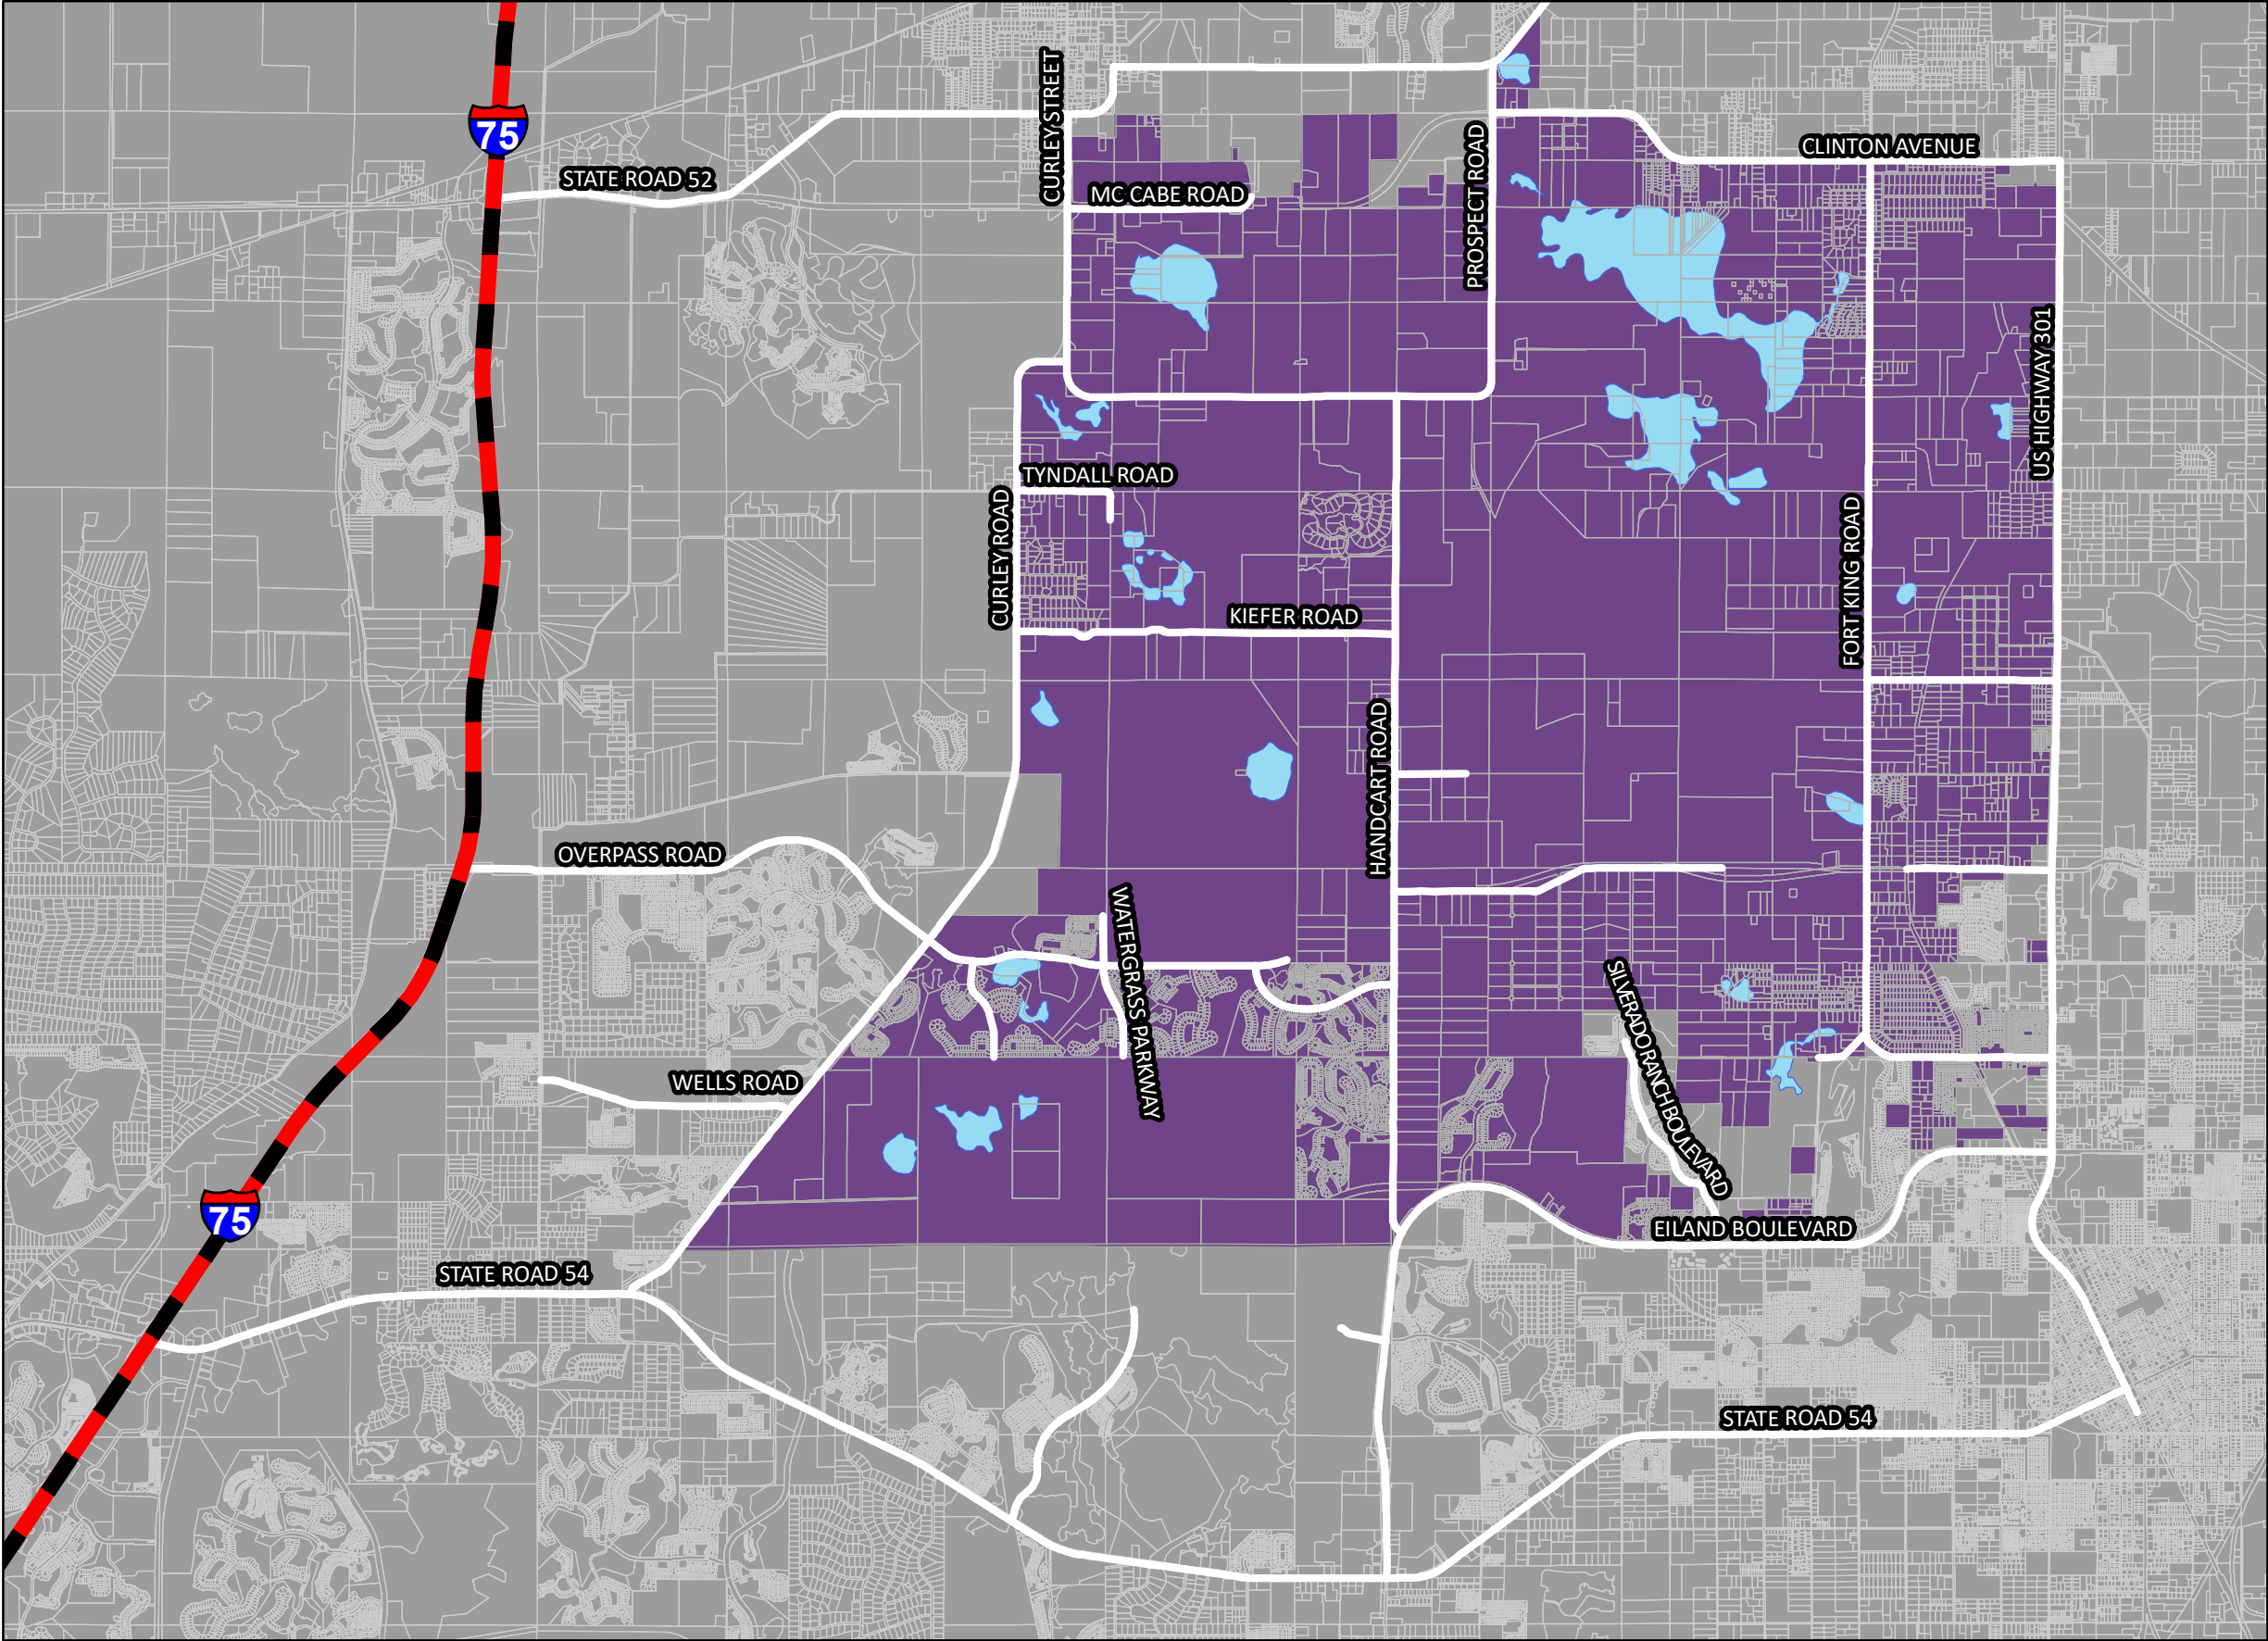 75
CURLEY STREET
CLINTON AVENUE
STATE ROAD 52
MC CABE ROAD
PROSPECT ROAD
US HIGHWAY 301
TYNDALL ROAD
CURLEY ROAD
FORT KING ROAD
KIEFER ROAD
HANDCART ROAD
OVERPASS ROAD
WATERGRASS PARKWAY
SILVERADO RANCH BOULEVARD
WELLS ROAD
75
EILAND BOULEVARD
STATE ROAD 54
STATE ROAD 54